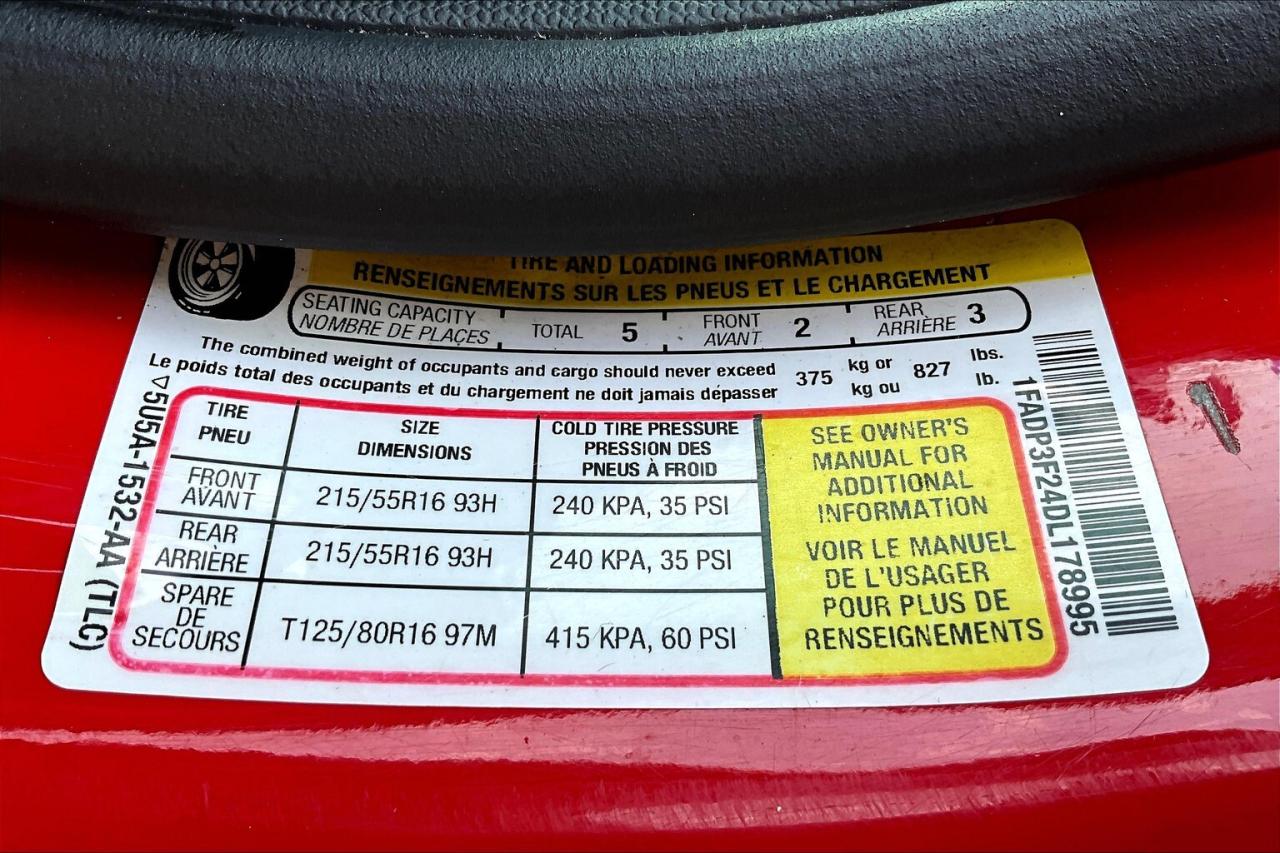 TIRE AND LOADING INFORMATION
RENSEIGNEMENTS SUR LES PNEUS ET LE CHARGEMENT
SEATING CAPACITY
NOMBRE DE PLAÇES
TOTAL 5
FRONT
AVANT
2
REAR
ARRIÈRE
3
The combined weight of occupants and cargo should never exceed
Le poids total des occupants et du chargement ne doit jamais dépasser
375
kg or
kg ou
827
lbs.
lb.
TIRE
PNEU
SIZE
DIMENSIONS
COLD TIRE PRESSURE
PRESSION DES
PNEUS À FROID
FRONT
AVANT
215/55R16 93H
240 KPA, 35 PSI
REAR
ARRIÈRE
215/55R16 93H
240 KPA, 35 PSI
SPARE
DE
SECOURS
T125/80R16 97M
415 KPA, 60 PSI
SEE OWNER'S
MANUAL FOR
ADDITIONAL
INFORMATION
VOIR LE MANUEL
DE L'USAGER
POUR PLUS DE
RENSEIGNEMENTS
5U5A-1532-AA (TLC)
1FADP3F24DL178995